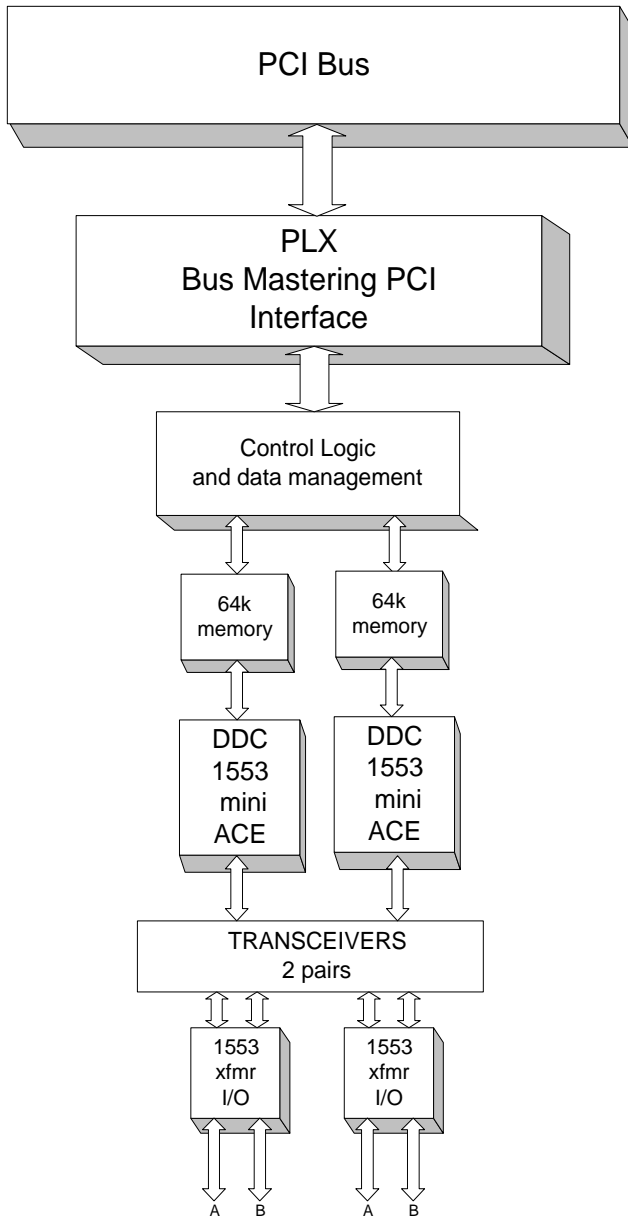 PCI Bus
PLX
Bus Mastering PCI
Interface
Control Logic
and data management
64k
memory
64k
memory
DDC
1553
mini
ACE
DDC
1553
mini
ACE
TRANSCEIVERS
2 pairs
1553
xfmr
I/O
1553
xfmr
I/O
A
B
A
B